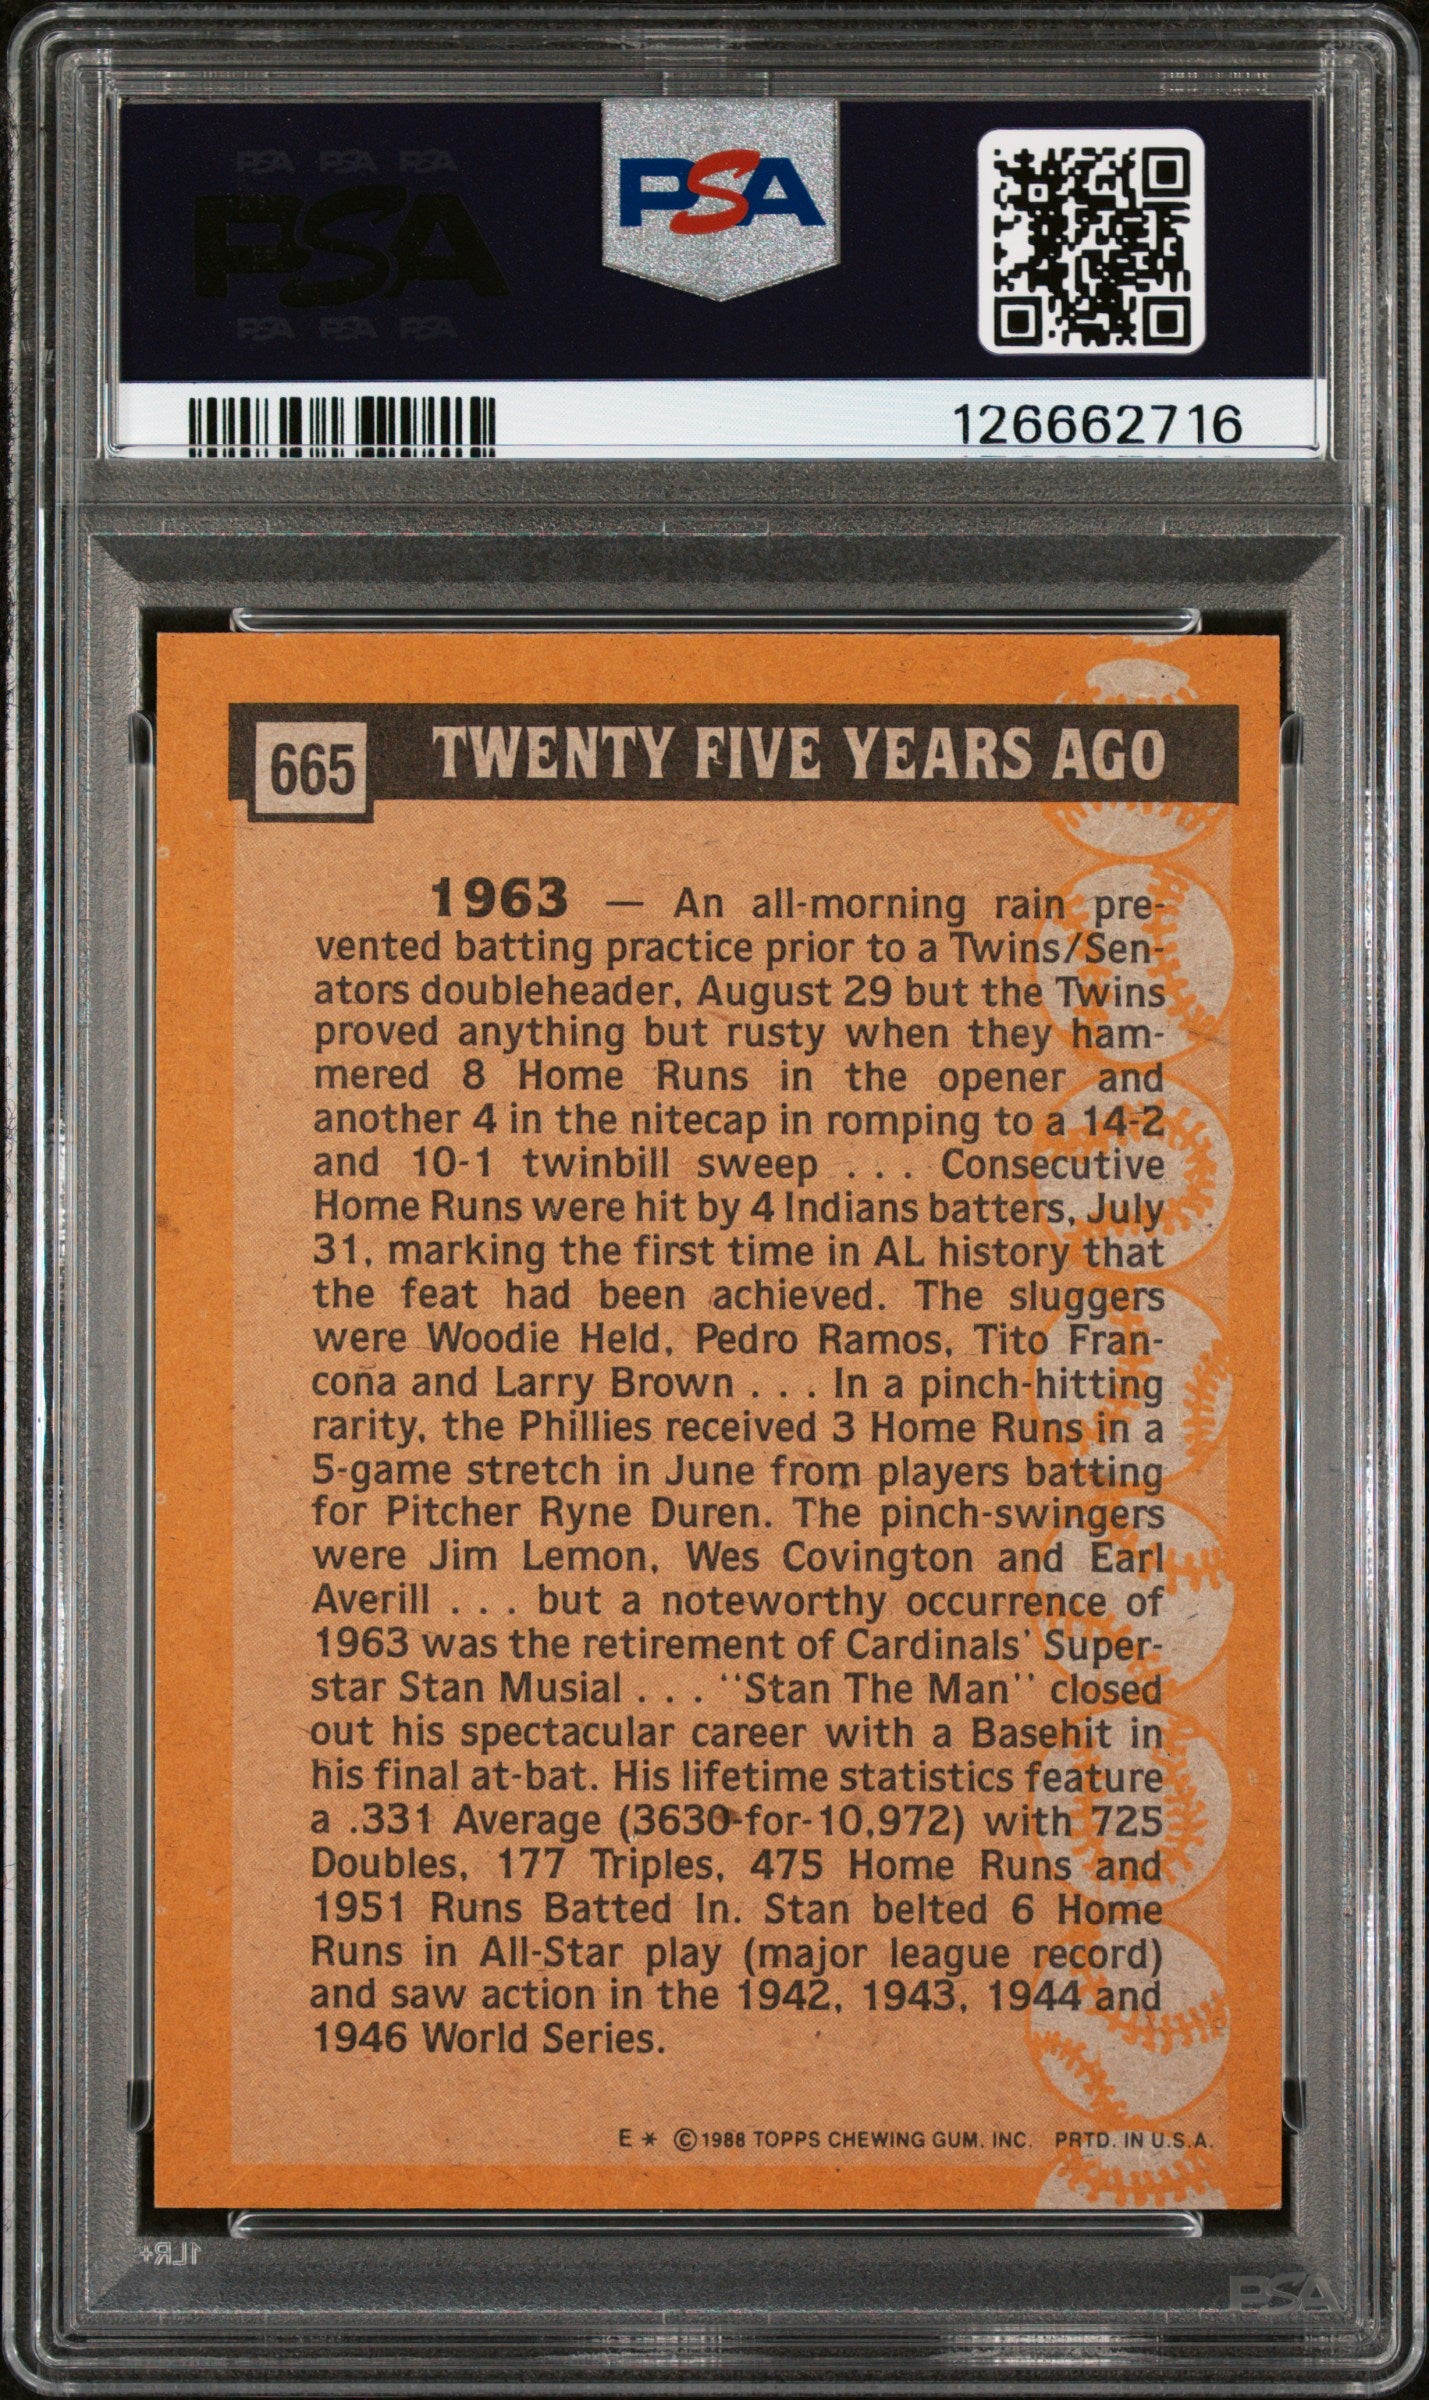 PSA PSA PSA
PSA
PSA
PSA PSA PSA
126662716
665 TWENTY FIVE YEARS AGO
1963 — An all-morning rain pre-
vented batting practice prior to a Twins/Sen-
ators doubleheader, August 29 but the Twins
proved anything but rusty when they ham-
mered 8 Home Runs in the opener and
another 4 in the nitecap in romping to a 14-2
and 10-1 twinbill sweep . . . Consecutive
Home Runs were hit by 4 Indians batters, July
31, marking the first time in AL history that
the feat had been achieved. The sluggers
were Woodie Held, Pedro Ramos, Tito Fran-
cona and Larry Brown . . . In a pinch-hitting
rarity, the Phillies received 3 Home Runs in a
5-game stretch in June from players batting
for Pitcher Ryne Duren. The pinch-swingers
were Jim Lemon, Wes Covington and Earl
Averill . . . but a noteworthy occurrence of
1963 was the retirement of Cardinals' Super-
star Stan Musial . . . "Stan The Man" closed
out his spectacular career with a Basehit in
his final at-bat. His lifetime statistics feature
a .331 Average (3630-for-10,972) with 725
Doubles, 177 Triples, 475 Home Runs and
1951 Runs Batted In. Stan belted 6 Home
Runs in All-Star play (major league record)
and saw action in the 1942, 1943, 1944 and
1946 World Series.
E * © 1988 TOPPS CHEWING GUM, INC. PRTD. IN U.S.A.
1LR+
PSA